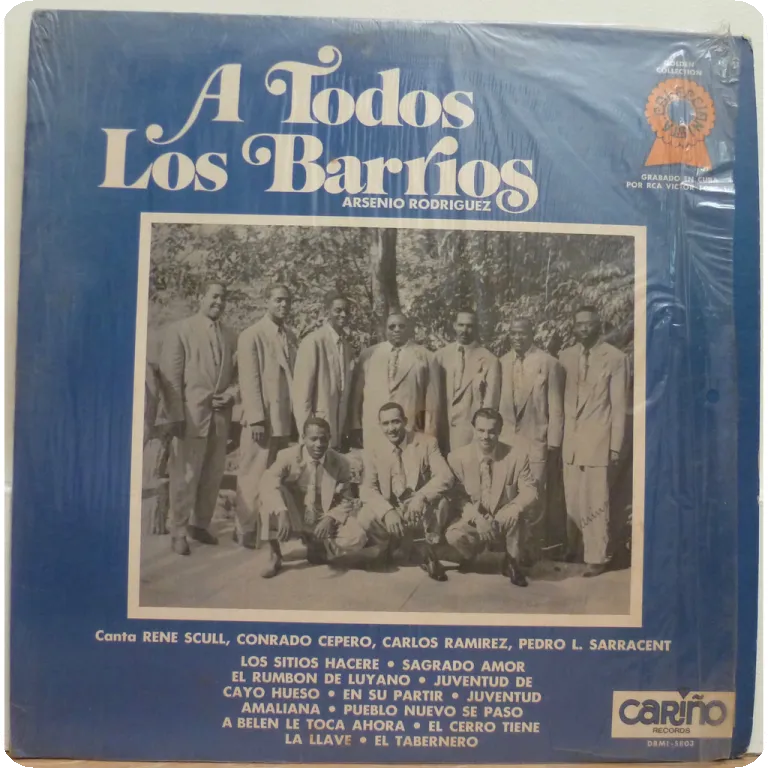 A Todos
Los Barrios
ARSENIO RODRIGUEZ
GOLDEN
COLLECTION
COLECCIONISTA
GRABADO EN CUBA
POR RCA VICTOR
Canta RENE SCULL, CONRADO CEPERO, CARLOS RAMIREZ, PEDRO L. SARRACENT
LOS SITIOS HACERE • SAGRADO AMOR
EL RUMBON DE LUYANO • JUVENTUD DE
CAYO HUESO • EN SU PARTIR • JUVENTUD
AMALIANA • PUEBLO NUEVO SE PASO
A BELEN LE TOCA AHORA • EL CERRO TIENE
LA LLAVE • EL TABERNERO
CARIÑO
RECORDS
DBM1-5802